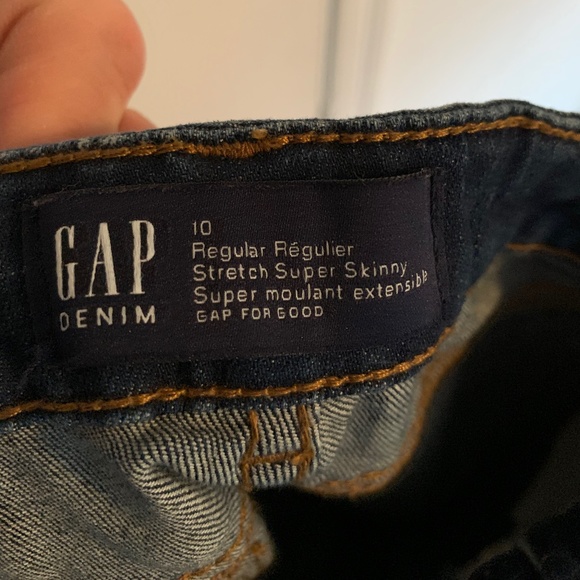 GAP
DENIM
10
Regular Régulier
Stretch Super Skinny
Super moulant extensible
GAP FOR GOOD